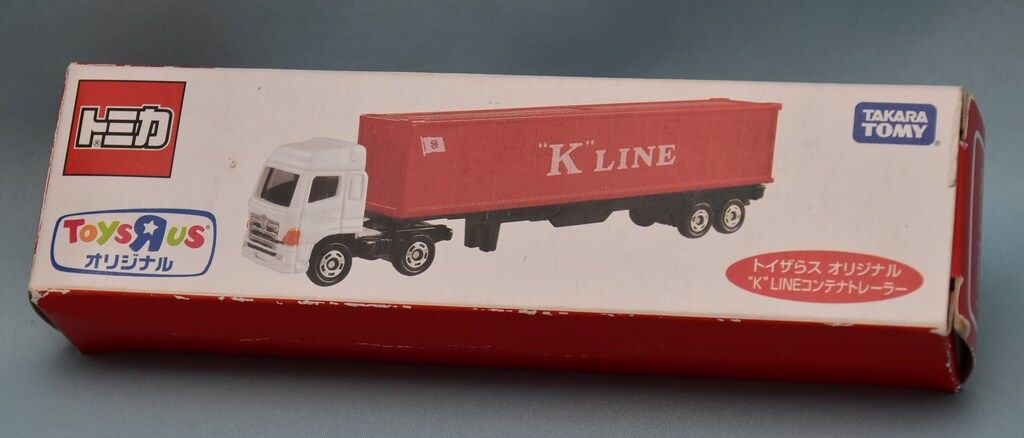 トミカ
®
TOYSЯUS®
オリジナル
"K" LINE
TAKARA
TOMY®
トイザらス オリジナル
"K" LINEコンテナトレーラー